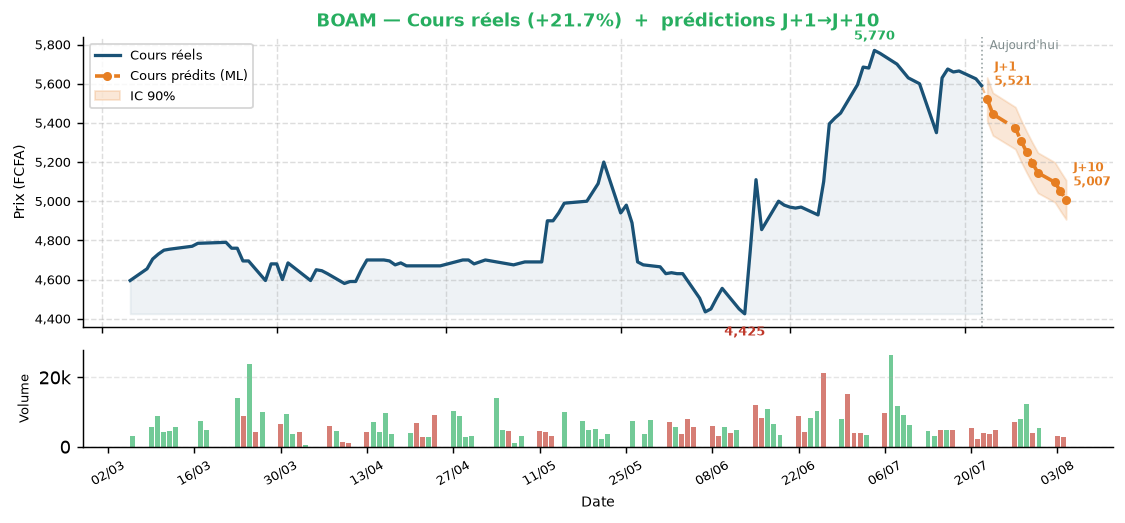 BOAM — Cours réels (+21.7%)  +  prédictions J+1→J+10
5,770
Aujourd'hui
Cours réels
Cours prédits (ML)
IC 90%
J+1
5,521
J+10
5,007
4,425
Prix (FCFA)
5,800
5,600
5,400
5,200
5,000
4,800
4,600
4,400
Volume
20k
0
02/03
16/03
30/03
13/04
27/04
11/05
25/05
08/06
22/06
06/07
20/07
03/08
Date